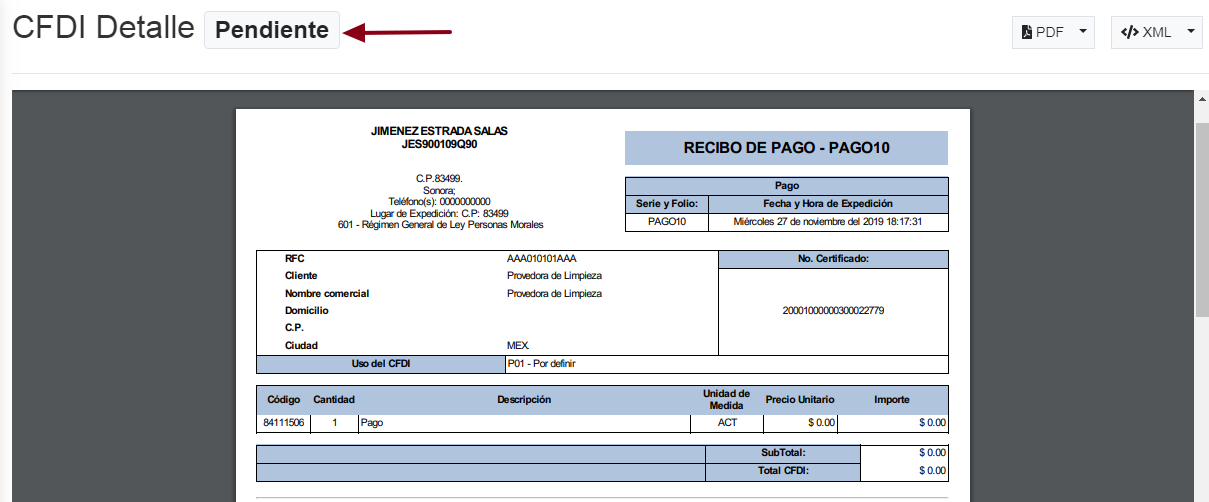 CFDI Detalle Pendiente
PDF XML
JIMENEZ ESTRADA SALAS
JES900109Q90
C.P.83499.
Sonora;
Teléfono(s): 0000000000
Lugar de Expedición: C.P: 83499
601 - Régimen General de Ley Personas Morales
RECIBO DE PAGO - PAGO10
Pago
Serie y Folio: Fecha y Hora de Expedición
PAGO10 Miércoles 27 de noviembre del 2019 18:17:31
RFC AAA010101AAA
Cliente Provedora de Limpieza
Nombre comercial Provedora de Limpieza
Domicilio
C.P.
Ciudad MEX.
No. Certificado:
20001000000300022779
Uso del CFDI P01 - Por definir
Código Cantidad Descripción Unidad de Medida Precio Unitario Importe
84111506 1 Pago ACT $ 0.00 $ 0.00
SubTotal: $ 0.00
Total CFDI: $ 0.00